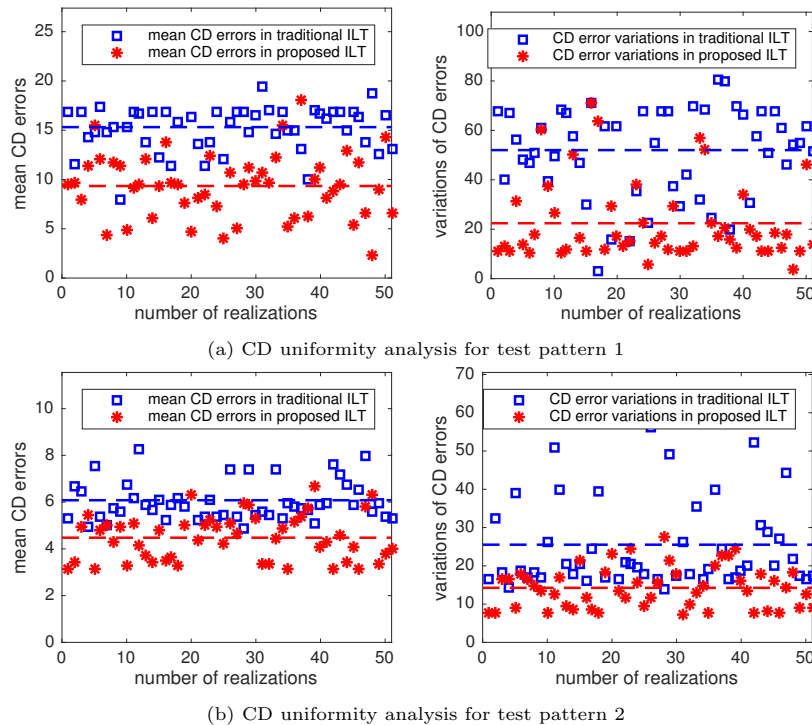 mean CD errors in traditional ILT
mean CD errors in proposed ILT
mean CD errors
25
20
15
10
5
0
0 10 20 30 40 50
number of realizations
CD error variations in traditional ILT
CD error variations in proposed ILT
variations of CD errors
100
80
60
40
20
0
0 10 20 30 40 50
number of realizations
(a) CD uniformity analysis for test pattern 1
mean CD errors in traditional ILT
mean CD errors in proposed ILT
mean CD errors
10
8
6
4
2
0
0 10 20 30 40 50
number of realizations
CD error variations in traditional ILT
CD error variations in proposed ILT
variations of CD errors
70
60
50
40
30
20
10
0
0 10 20 30 40 50
number of realizations
(b) CD uniformity analysis for test pattern 2